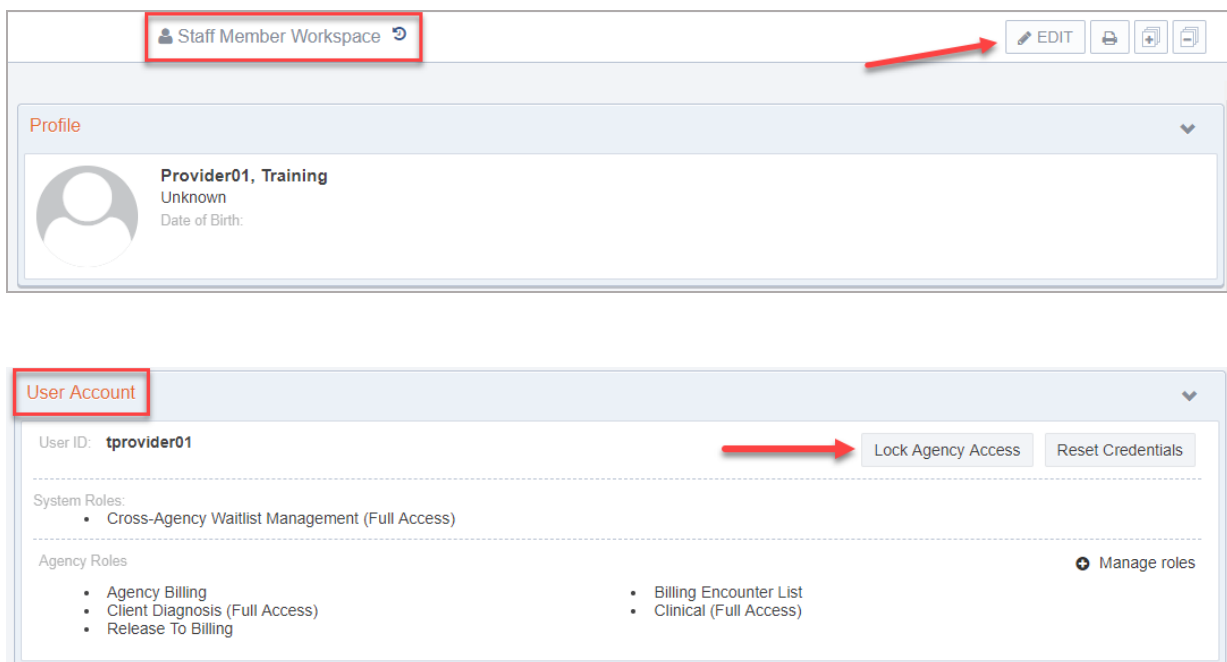 Staff Member Workspace
EDIT
Profile
Provider01, Training
Unknown
Date of Birth:
User Account
User ID: tprovider01
Lock Agency Access
Reset Credentials
System Roles:
• Cross-Agency Waitlist Management (Full Access)
Agency Roles
Manage roles
• Agency Billing
• Client Diagnosis (Full Access)
• Release To Billing
• Billing Encounter List
• Clinical (Full Access)